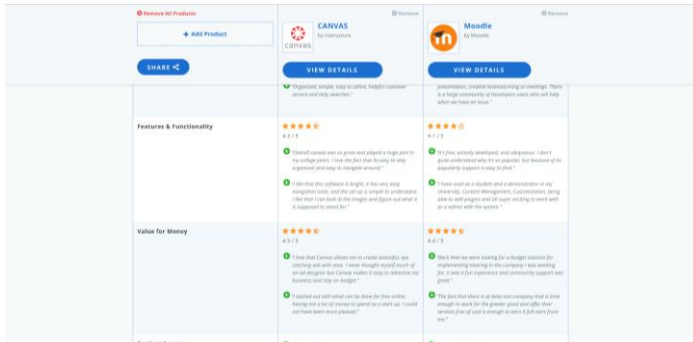 Remove All Products
+ Add Product
SHARE
Remove
CANVAS
by Instructure
canvas
VIEW DETAILS
Remove
Moodle
by Moodle
VIEW DETAILS
"Organized, simple, easy to utilize, helpful customer
service and help searches."
presentation, creative brainstorming or meetings. There
is a large community of developers users who will help
when we have an issue."
Features & Functionality
4.3 / 5
"Overall canvas was so great and played a huge part in
my college years. I love the fact that its easy to stay
organized and easy to navigate around."
"I like that this software is bright, it has very easy
navigation tools, and the set up is simple to understand
I like that I can look at the images and figure out what it
is supposed to stand for."
4.1 / 5
"It's free, actively developed, and ubiquitous. I don't
quite understand why it's so popular, but because of its
popularity support is easy to find."
"I have used as a student and a demonstrator in my
University. Content Management, Customization, being
able to add plugins and all super exciting to work with
as a admin with the system."
Value for Money
4.5 / 5
"I love that Canvas allows me to create beautiful, eye
catching ads with ease. I never thought myself much of
an ad designer but Canvas makes it easy to advertise my
business and stay on budget."
"I started out with what can be done for free online,
having not a lot of money to spend as a start up. I could
not have been more pleased."
4.4 / 5
"Back then we were looking for a budget solution for
implementing elearing in the company I was working
for. It was a fun experience and community support was
great."
"The fact that there is at least one company that is kind
enough to work for the greater good and offer their
services free of cost is enough to earn it full stars from
me."